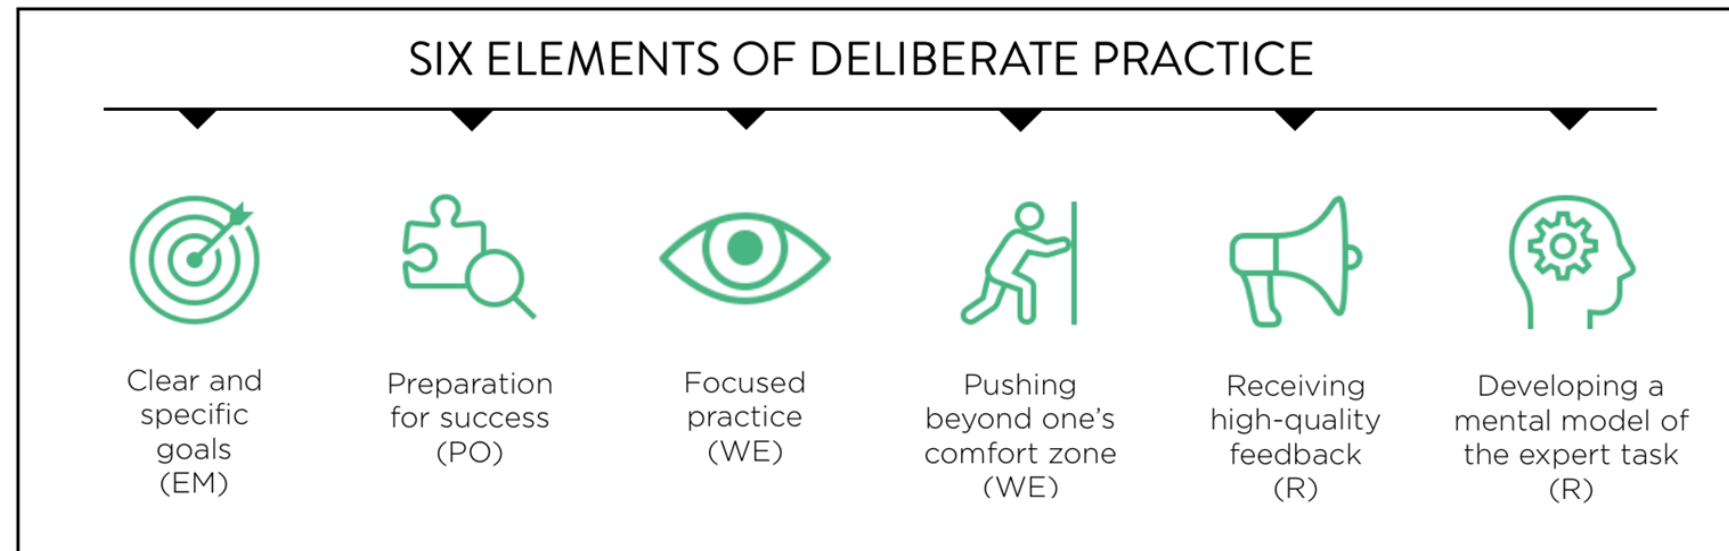 SIX ELEMENTS OF DELIBERATE PRACTICE
Clear and
specific
goals
(EM)
Preparation
for success
(PO)
Focused
practice
(WE)
Pushing
beyond one's
comfort zone
(WE)
Receiving
high-quality
feedback
(R)
Developing a
mental model of
the expert task
(R)